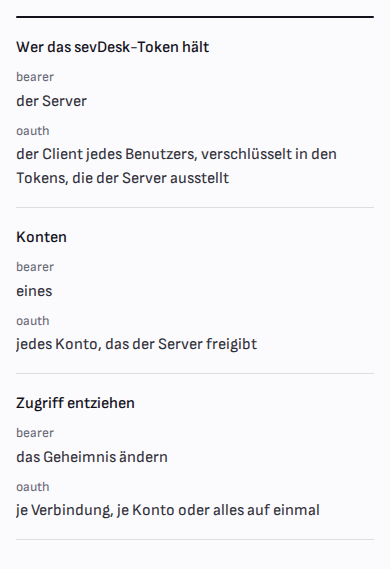 Wer das sevDesk-Token hält
bearer
der Server
oauth
der Client jedes Benutzers, verschlüsselt in den
Tokens, die der Server ausstellt
Konten
bearer
eines
oauth
jedes Konto, das der Server freigibt
Zugriff entziehen
bearer
das Geheimnis ändern
oauth
je Verbindung, je Konto oder alles auf einmal